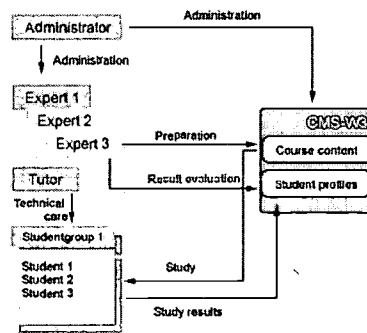 Administrator
Administration
Administration
Expert 1
Expert 2
Expert 3
Preparation
CMS-W3
Course content
Tutor
Result evaluation
Student profiles
Technical
care
Studentgroup 1
Student 1
Student 2
Student 3
Study
Study results